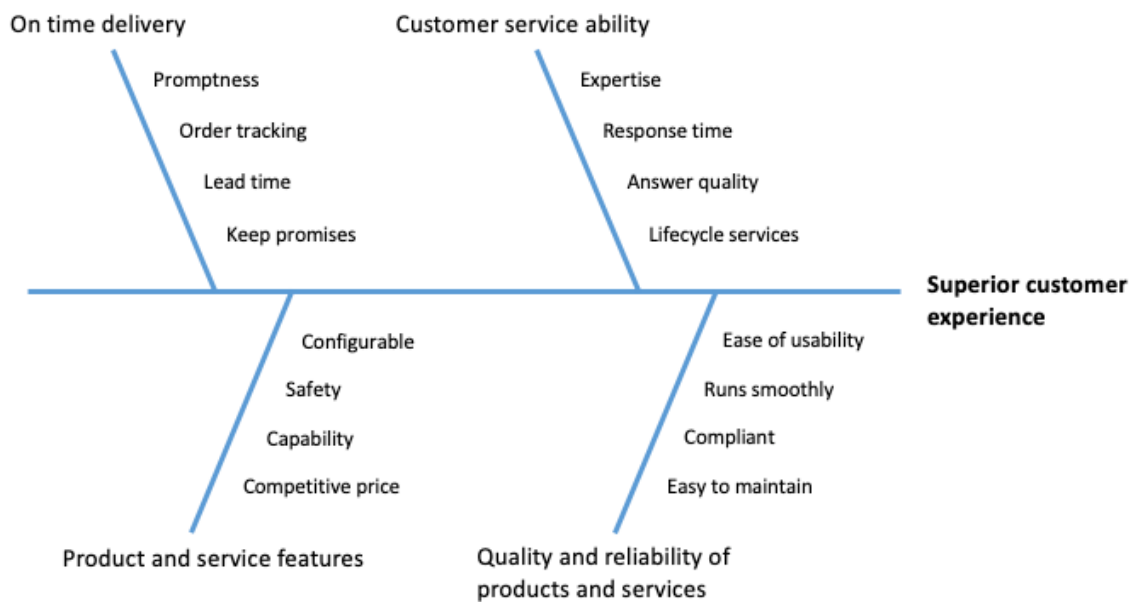 On time delivery
Customer service ability
Promptness
Order tracking
Lead time
Keep promises
Expertise
Response time
Answer quality
Lifecycle services
Superior customer
experience
Configurable
Safety
Capability
Competitive price
Ease of usability
Runs smoothly
Compliant
Easy to maintain
Product and service features
Quality and reliability of
products and services